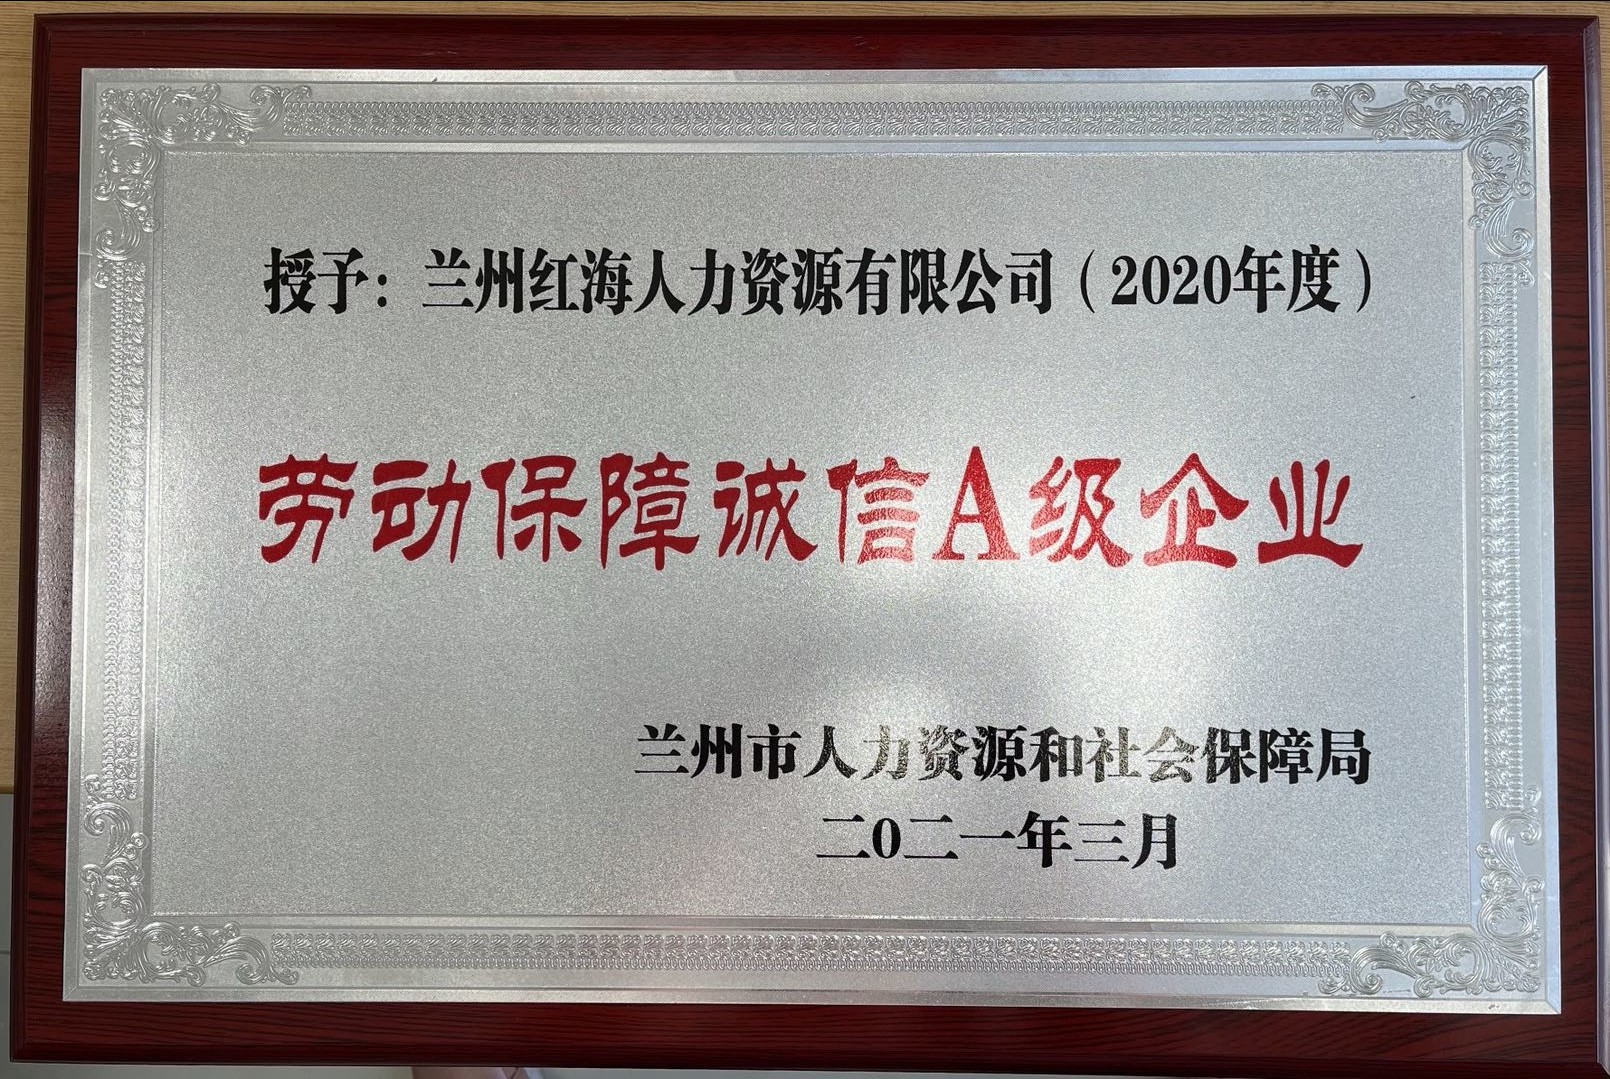 授予：兰州红海人力资源有限公司（2020年度）
劳动保障诚信A级企业
兰州市人力资源和社会保障局
二0二一年三月